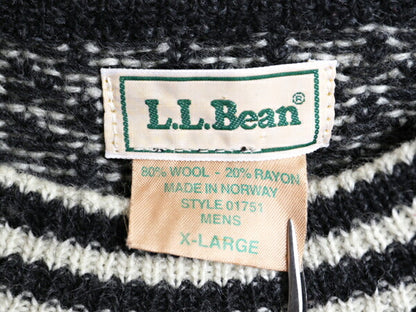 L.L.Bean®
80% WOOL - 20% RAYON
MADE IN NORWAY
STYLE 01751
MENS
X-LARGE